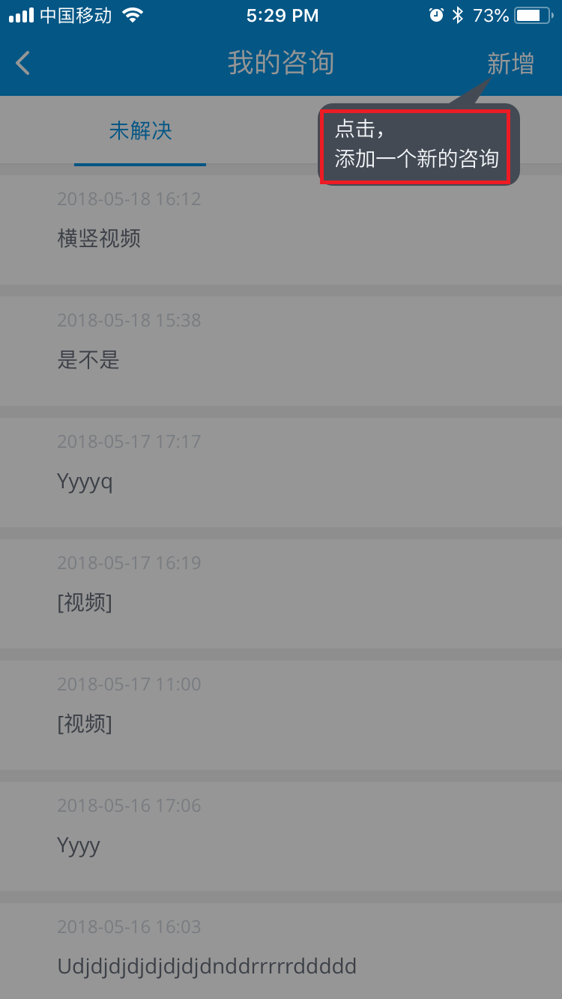 中国移动 5:29 PM 73%
我的咨询 新增
点击，
添加一个新的咨询
未解决
2018-05-18 16:12
横竖视频
2018-05-18 15:38
是不是
2018-05-17 17:17
Yyyyq
2018-05-17 16:19
[视频]
2018-05-17 11:00
[视频]
2018-05-16 17:06
Yyyy
2018-05-16 16:03
Udjdjdjdjdjdjdjdnddrrrrrddddd